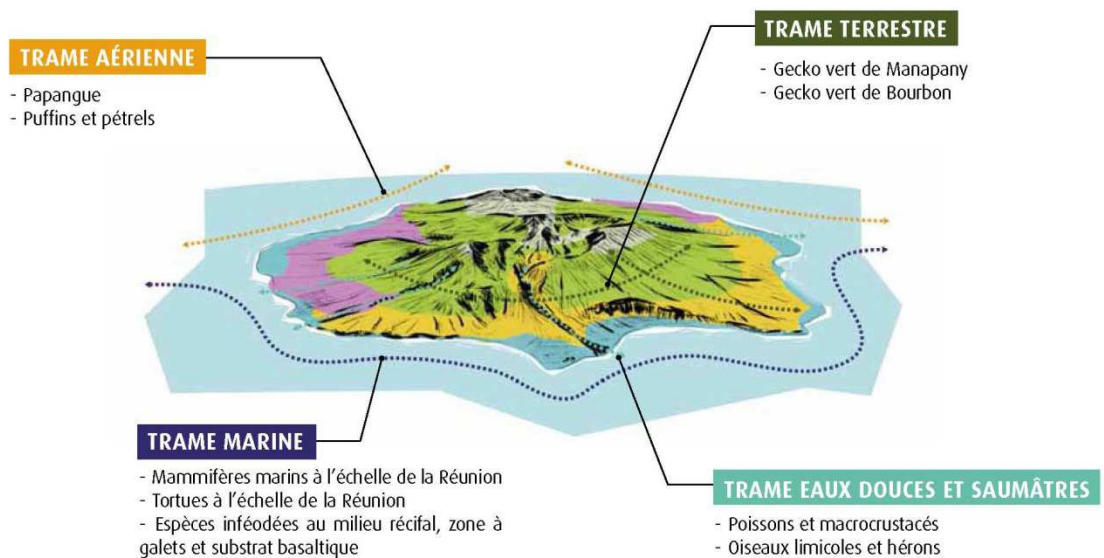 TRAME TERRESTRE
- Gecko vert de Manapany
- Gecko vert de Bourbon
TRAME AÉRIENNE
- Papangue
- Puffins et pétrels
TRAME MARINE
- Mammifères marins à l'échelle de la Réunion
- Tortues à l'échelle de la Réunion
- Espèces inféodées au milieu récifal, zone à
galets et substrat basaltique
TRAME EAUX DOUCES ET SAUMÂTRES
- Poissons et macrocrustacés
- Oiseaux limicoles et hérons